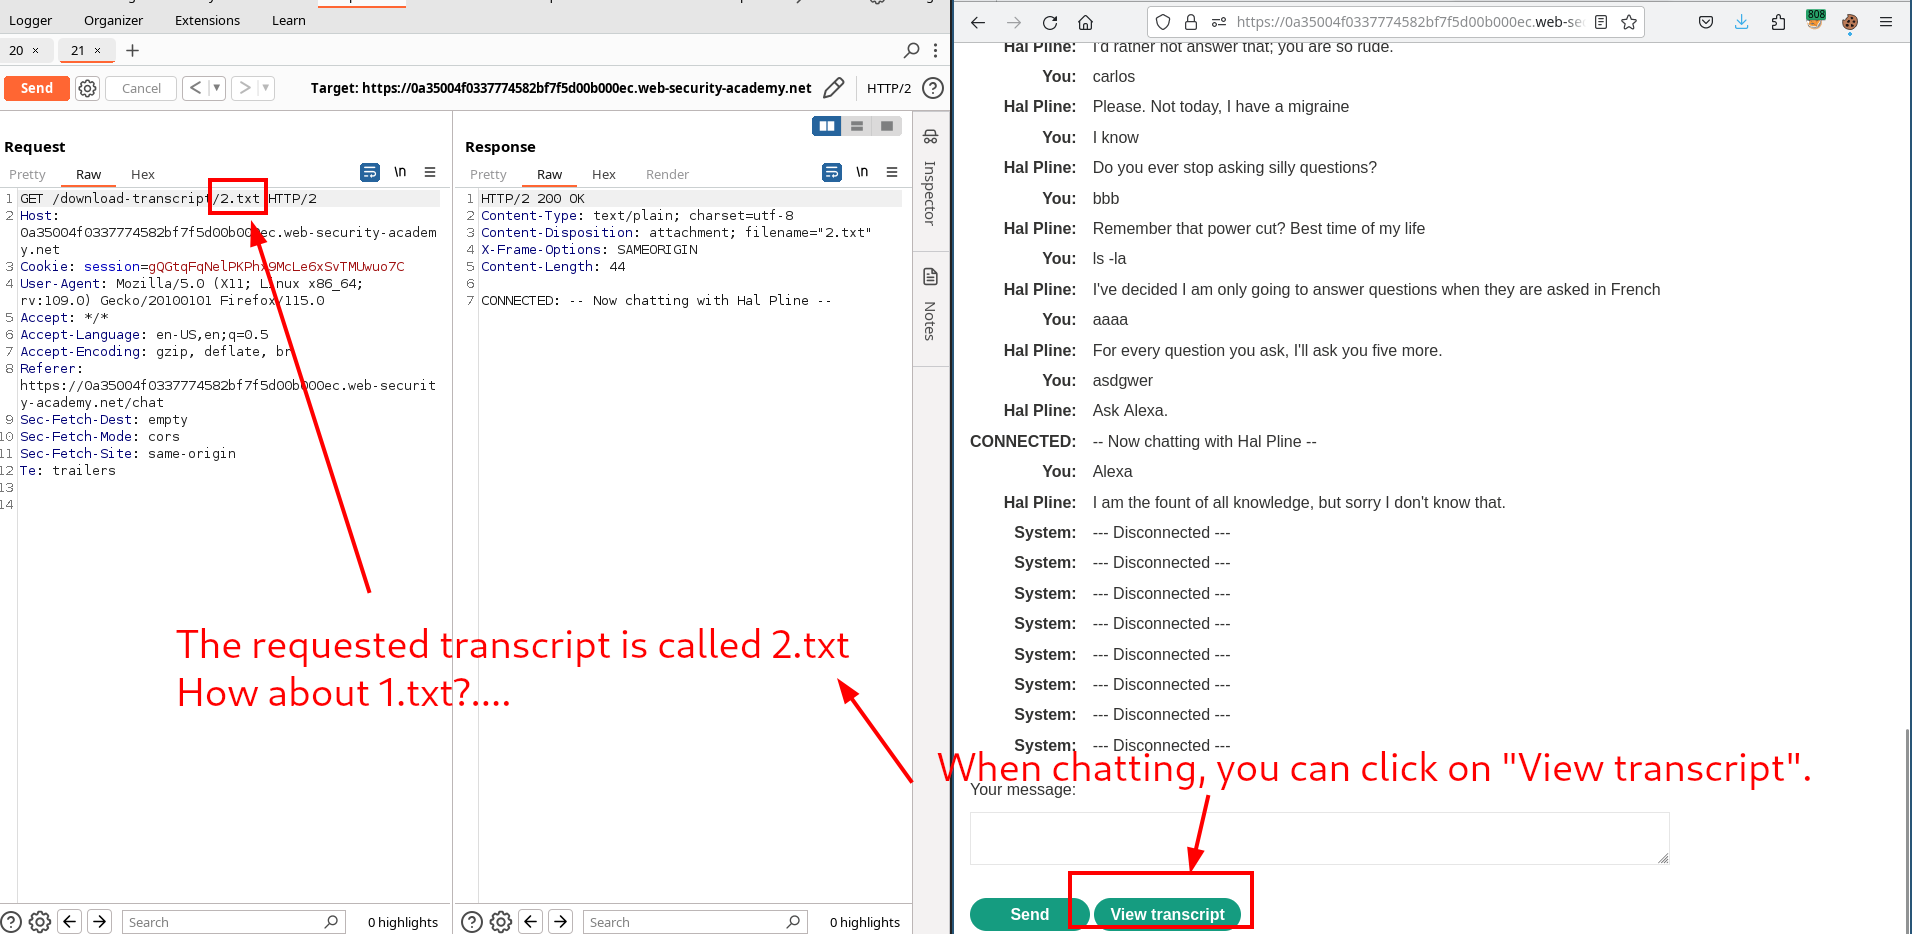 Logger Organizer Extensions Learn
20 × 21 × +
Send Cancel < ▾ > ▾ Target: https://0a35004f0337774582bf7f5d00b000ec.web-security-academy.net HTTP/2 ?
Request
Pretty Raw Hex \n
1 GET /download-transcript/2.txt HTTP/2
2 Host:
0a35004f0337774582bf7f5d00b000ec.web-security-academ
y.net
3 Cookie: session=gQGtqFqNelPKPhx9McLe6xSvTMUwuo7C
4 User-Agent: Mozilla/5.0 (X11; Linux x86_64;
rv:109.0) Gecko/20100101 Firefox/115.0
5 Accept: */*
6 Accept-Language: en-US,en;q=0.5
7 Accept-Encoding: gzip, deflate, br
8 Referer:
https://0a35004f0337774582bf7f5d00b000ec.web-securit
y-academy.net/chat
9 Sec-Fetch-Dest: empty
10 Sec-Fetch-Mode: cors
11 Sec-Fetch-Site: same-origin
12 Te: trailers
13
14
Search 0 highlights
Response
Pretty Raw Hex Render \n
1 HTTP/2 200 OK
2 Content-Type: text/plain; charset=utf-8
3 Content-Disposition: attachment; filename="2.txt"
4 X-Frame-Options: SAMEORIGIN
5 Content-Length: 44
6
7 CONNECTED: -- Now chatting with Hal Pline --
Search 0 highlights
Inspector
Notes
The requested transcript is called 2.txt
How about 1.txt?....
https://0a35004f0337774582bf7f5d00b000ec.web-sec
808
Hal Pline: I'd rather not answer that; you are so rude.
You: carlos
Hal Pline: Please. Not today, I have a migraine
You: I know
Hal Pline: Do you ever stop asking silly questions?
You: bbb
Hal Pline: Remember that power cut? Best time of my life
You: ls -la
Hal Pline: I've decided I am only going to answer questions when they are asked in French
You: aaaa
Hal Pline: For every question you ask, I'll ask you five more.
You: asdgwer
Hal Pline: Ask Alexa.
CONNECTED: -- Now chatting with Hal Pline --
You: Alexa
Hal Pline: I am the fount of all knowledge, but sorry I don't know that.
System: --- Disconnected ---
System: --- Disconnected ---
System: --- Disconnected ---
System: --- Disconnected ---
System: --- Disconnected ---
System: --- Disconnected ---
System: --- Disconnected ---
System: --- Disconnected ---
When chatting, you can click on "View transcript".
Your message:
Send View transcript